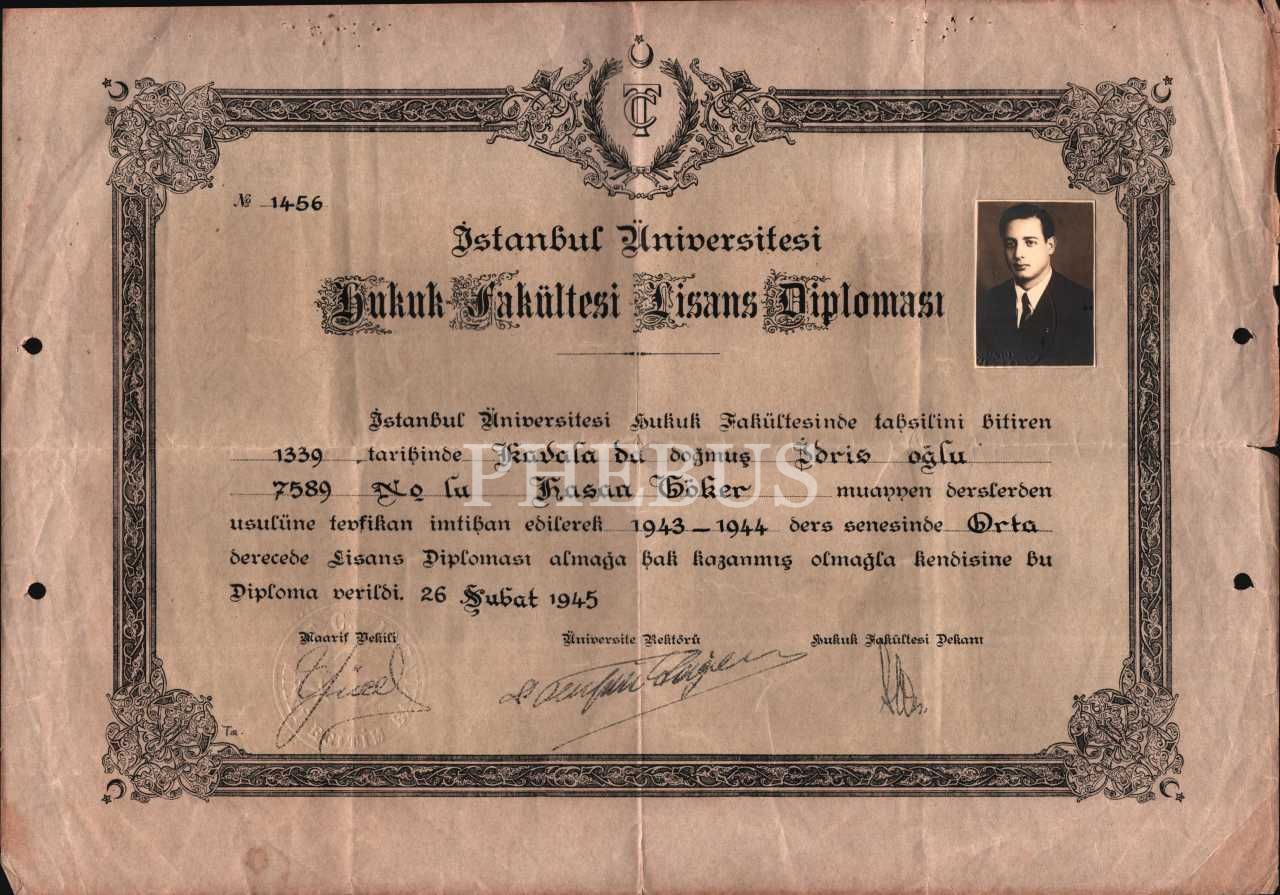 TC
№ 1456
İstanbul Üniversitesi
Hukuk Fakültesi Lisans Diploması
İstanbul Üniversitesi Hukuk Fakültesinde tahsilini bitiren
1339 tarihinde Kavala da doğmuş İdris oğlu
PHEBUS
7589 No lu Hasan Göker muayyen derslerden
usulüne tevfikan imtihan edilerek 1943-1944 ders senesinde Orta
derecede Lisans Diploması almağa hak kazanmış olmağla kendisine bu
Diploma verildi. 26 Şubat 1945
Maarif Vekili Üniversite Rektörü Hukuk Fakültesi Dekanı
Yücel